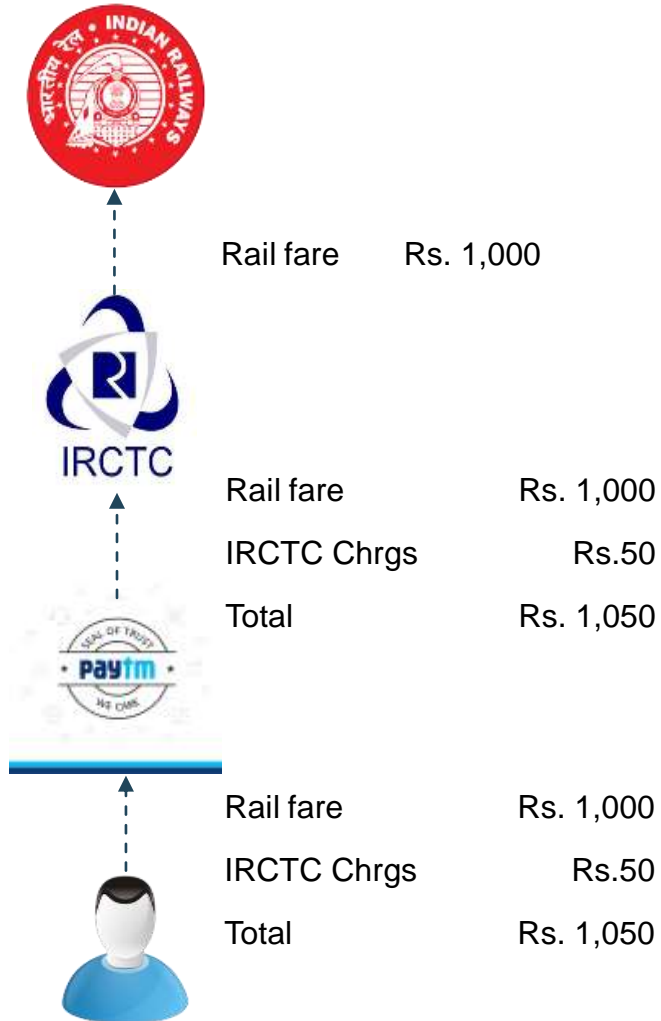 भारतीय रेल • INDIAN RAILWAYS
Rail fare Rs. 1,000
IRCTC
Rail fare Rs. 1,000
IRCTC Chrgs Rs.50
Total Rs. 1,050
SEAL OF TRUST
• paytm •
WE CARE
Rail fare Rs. 1,000
IRCTC Chrgs Rs.50
Total Rs. 1,050